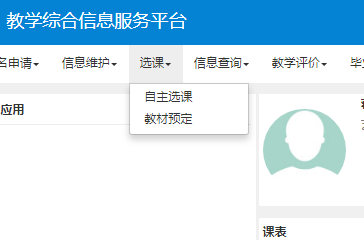 教学综合信息服务平台
名申请 信息维护 选课 信息查询 教学评价
自主选课
教材预定
应用
课表